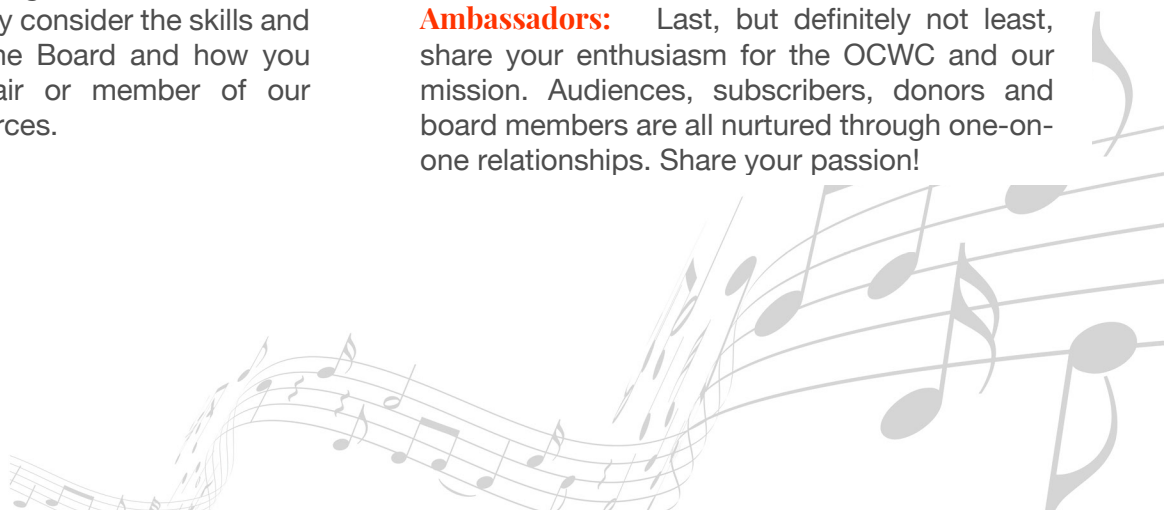 y consider the skills and
he Board and how you
air or member of our
rces.
Ambassadors: Last, but definitely not least,
share your enthusiasm for the OCWC and our
mission. Audiences, subscribers, donors and
board members are all nurtured through one-on-
one relationships. Share your passion!